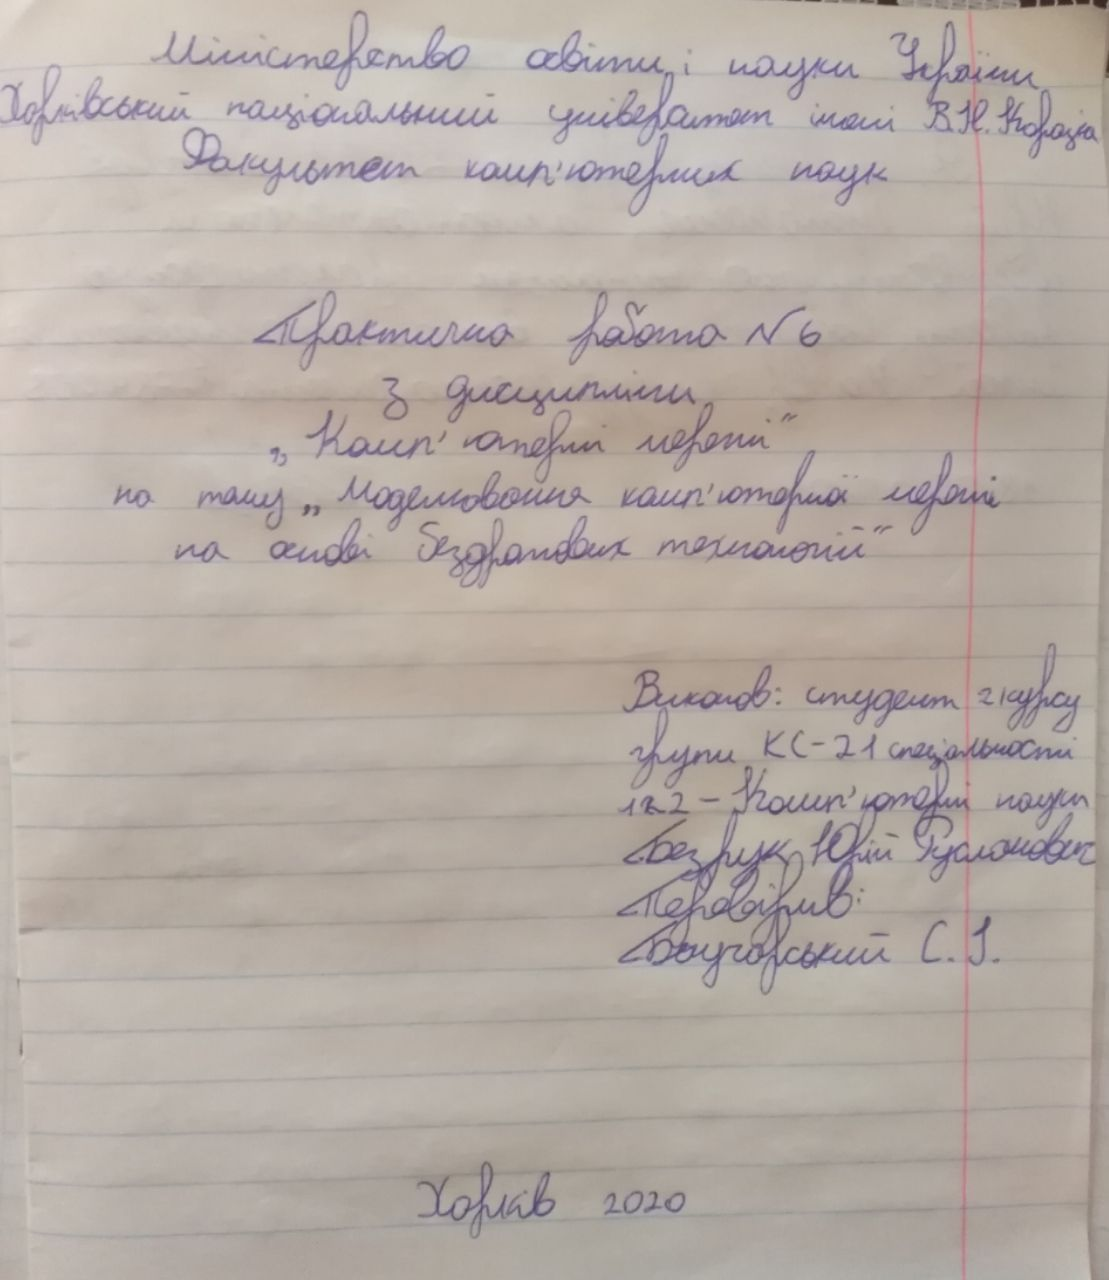 Міністерство освіти і науки України
Харківський національний університет імені В.Н. Каразіна
Факультет комп'ютерних наук
Практична робота №6
З дисципліни
„Комп'ютерні мережі"
на тему „Моделювання комп'ютерної мережі
на основі бездротових технологій"
Виконав: студент 2 курсу
групи КС-21 спеціальності
122 - Комп'ютерні науки
Безрук Юрій Русланович
Перевірив:
С. І.
Харків 2020